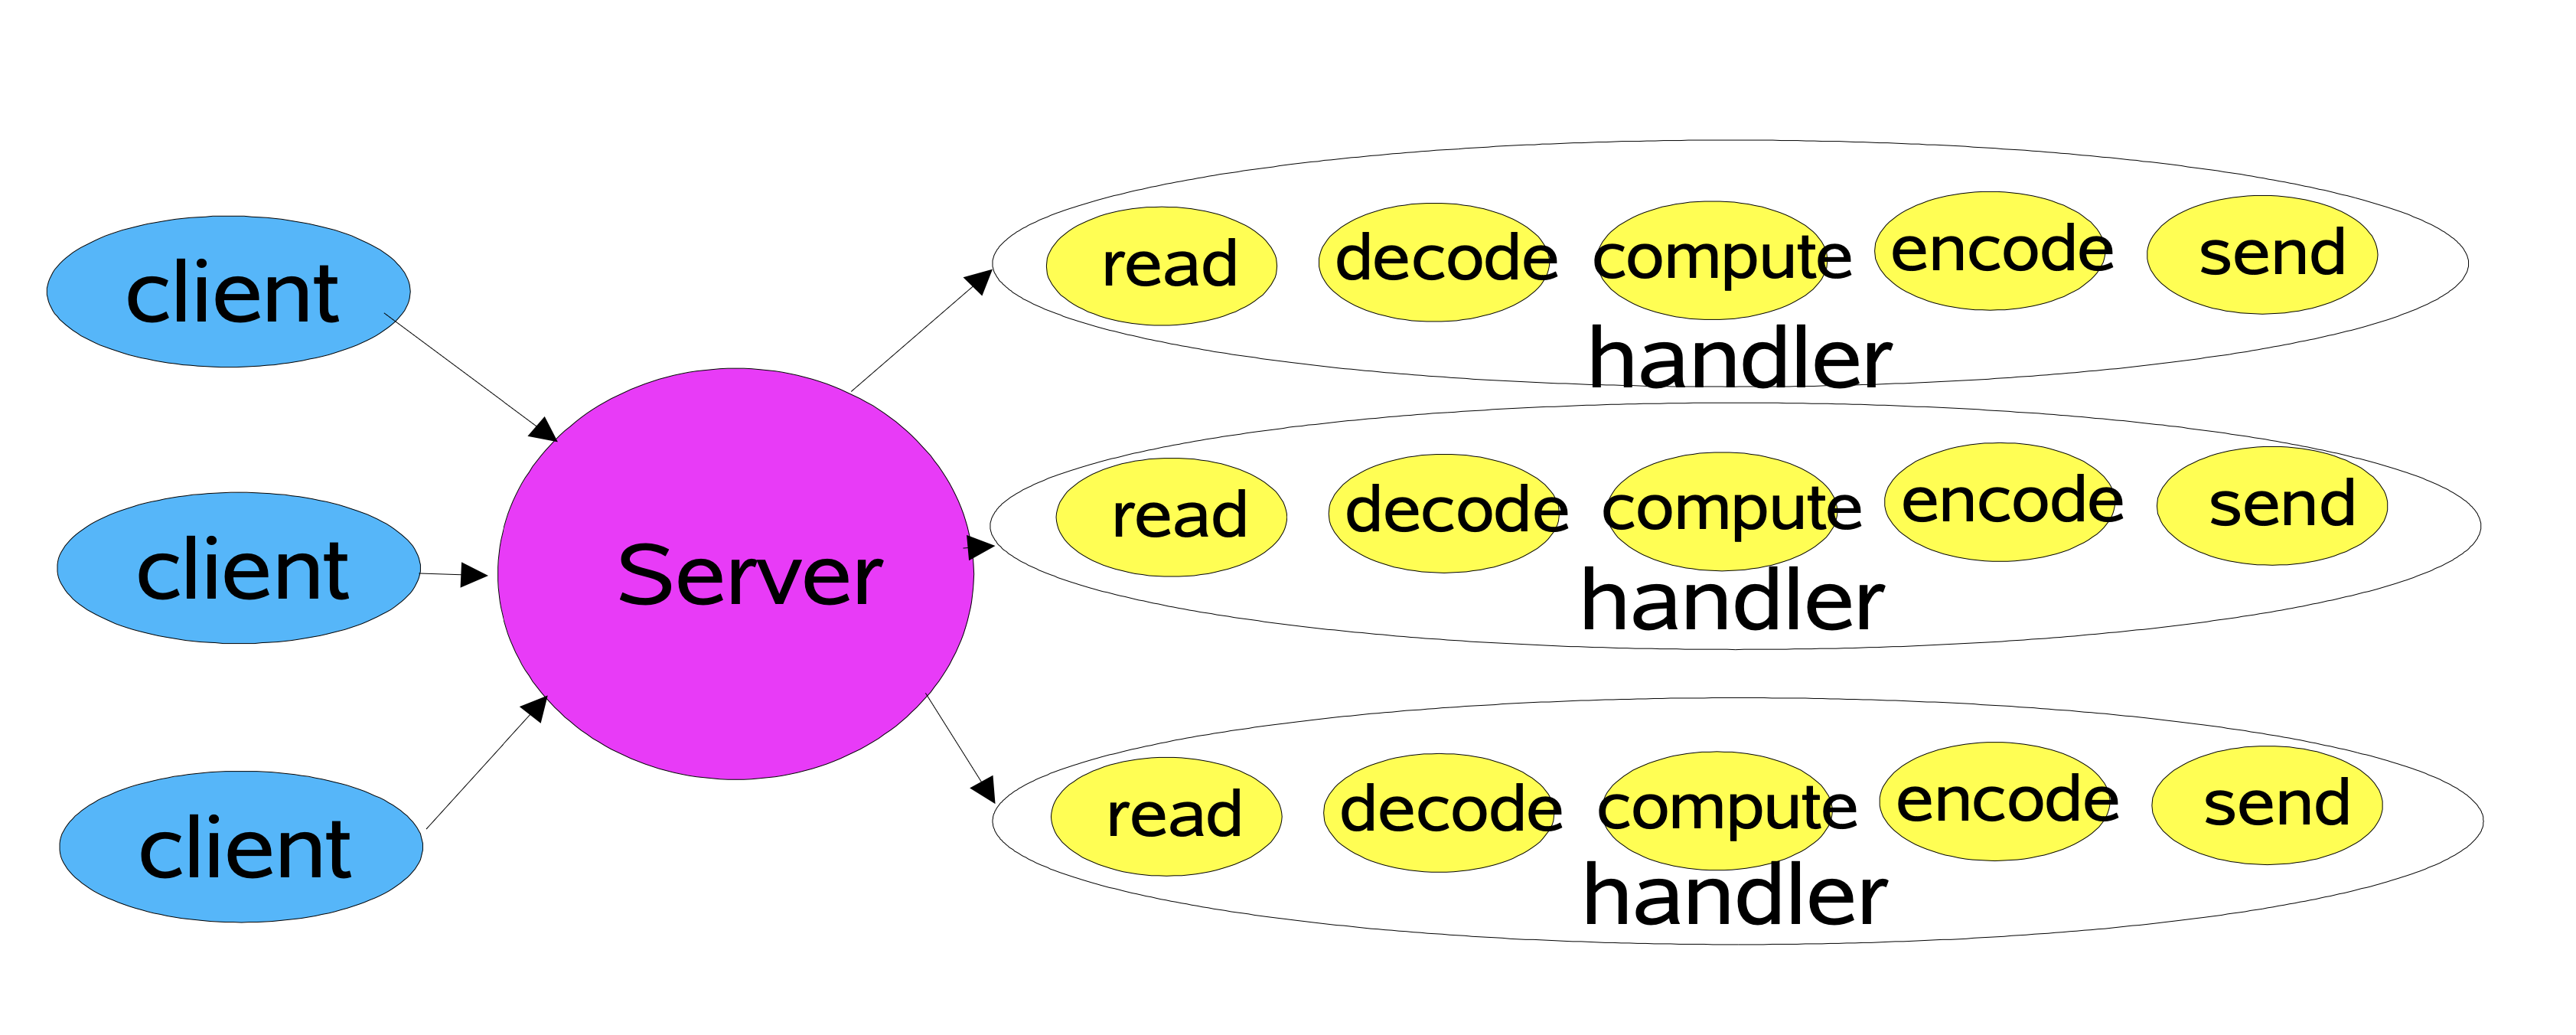 client
client
client
Server
read decode compute encode send
handler
read decode compute encode send
handler
read decode compute encode send
handler